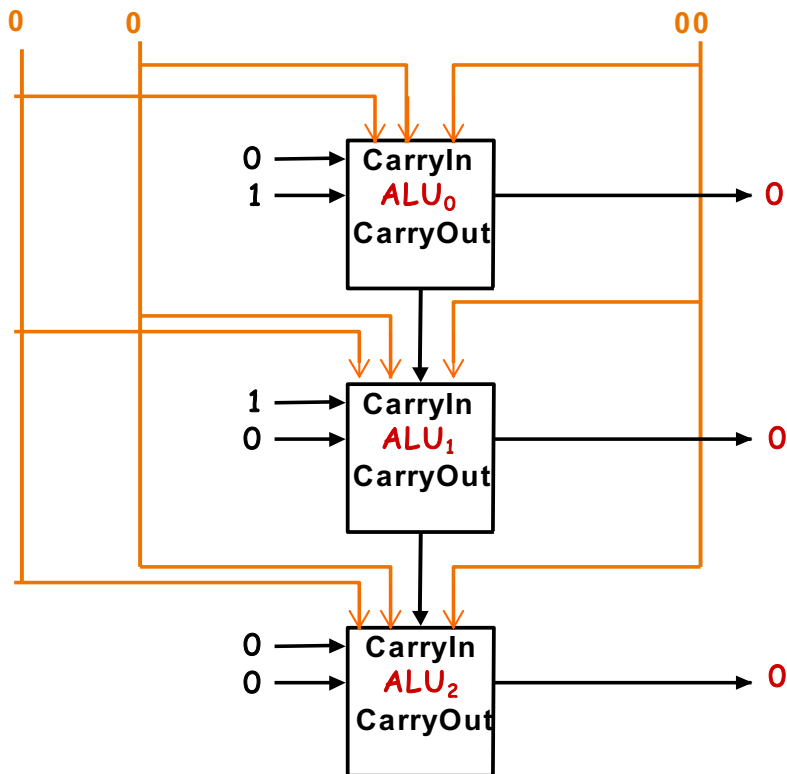 0 0 00
0 CarryIn
1 ALU₀ 0
CarryOut
1 CarryIn
0 ALU₁ 0
CarryOut
0 CarryIn
0 ALU₂ 0
CarryOut